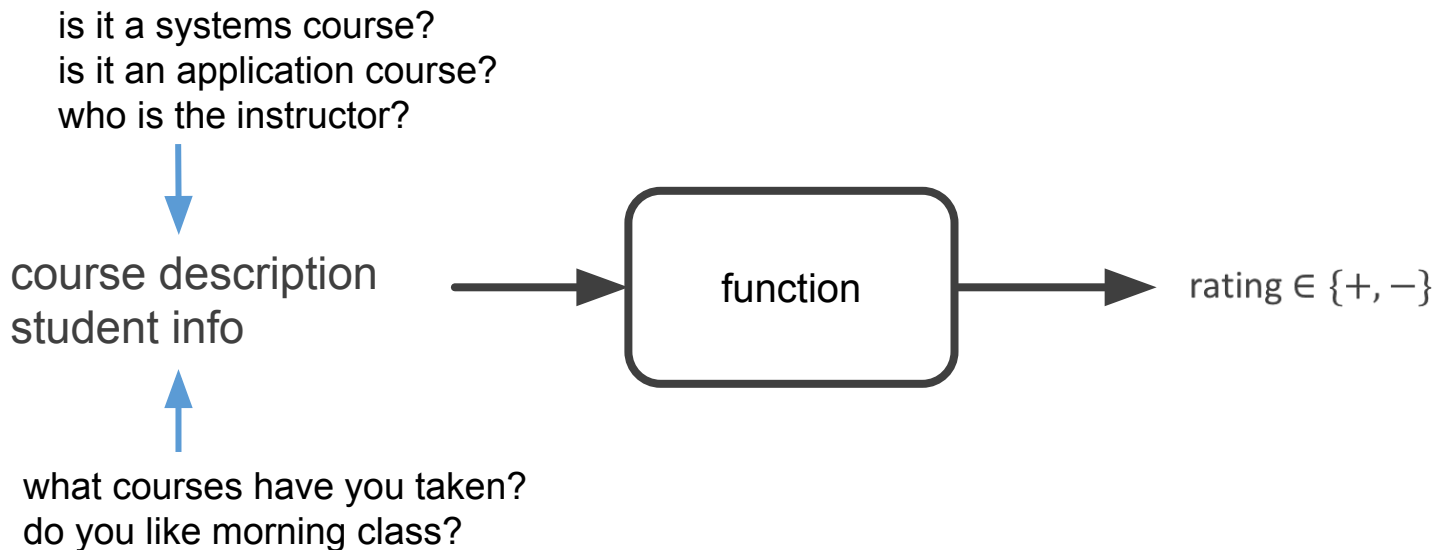 is it a systems course?
is it an application course?
who is the instructor?
course description
student info
function
rating ∈ {+, −}
what courses have you taken?
do you like morning class?